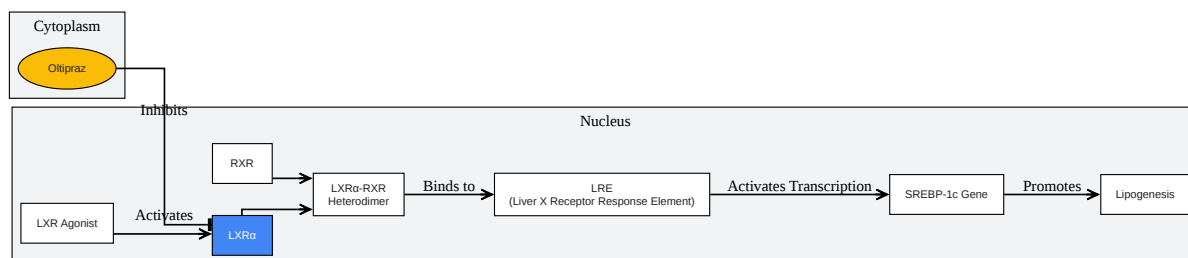 Cytoplasm
Oltipraz
Inhibits
Nucleus
RXR
LXRα-RXR
Heterodimer
Binds to
LRE
(Liver X Receptor Response Element)
Activates Transcription
SREBP-1c Gene
Promotes
Lipogenesis
LXR Agonist
Activates
LXRα